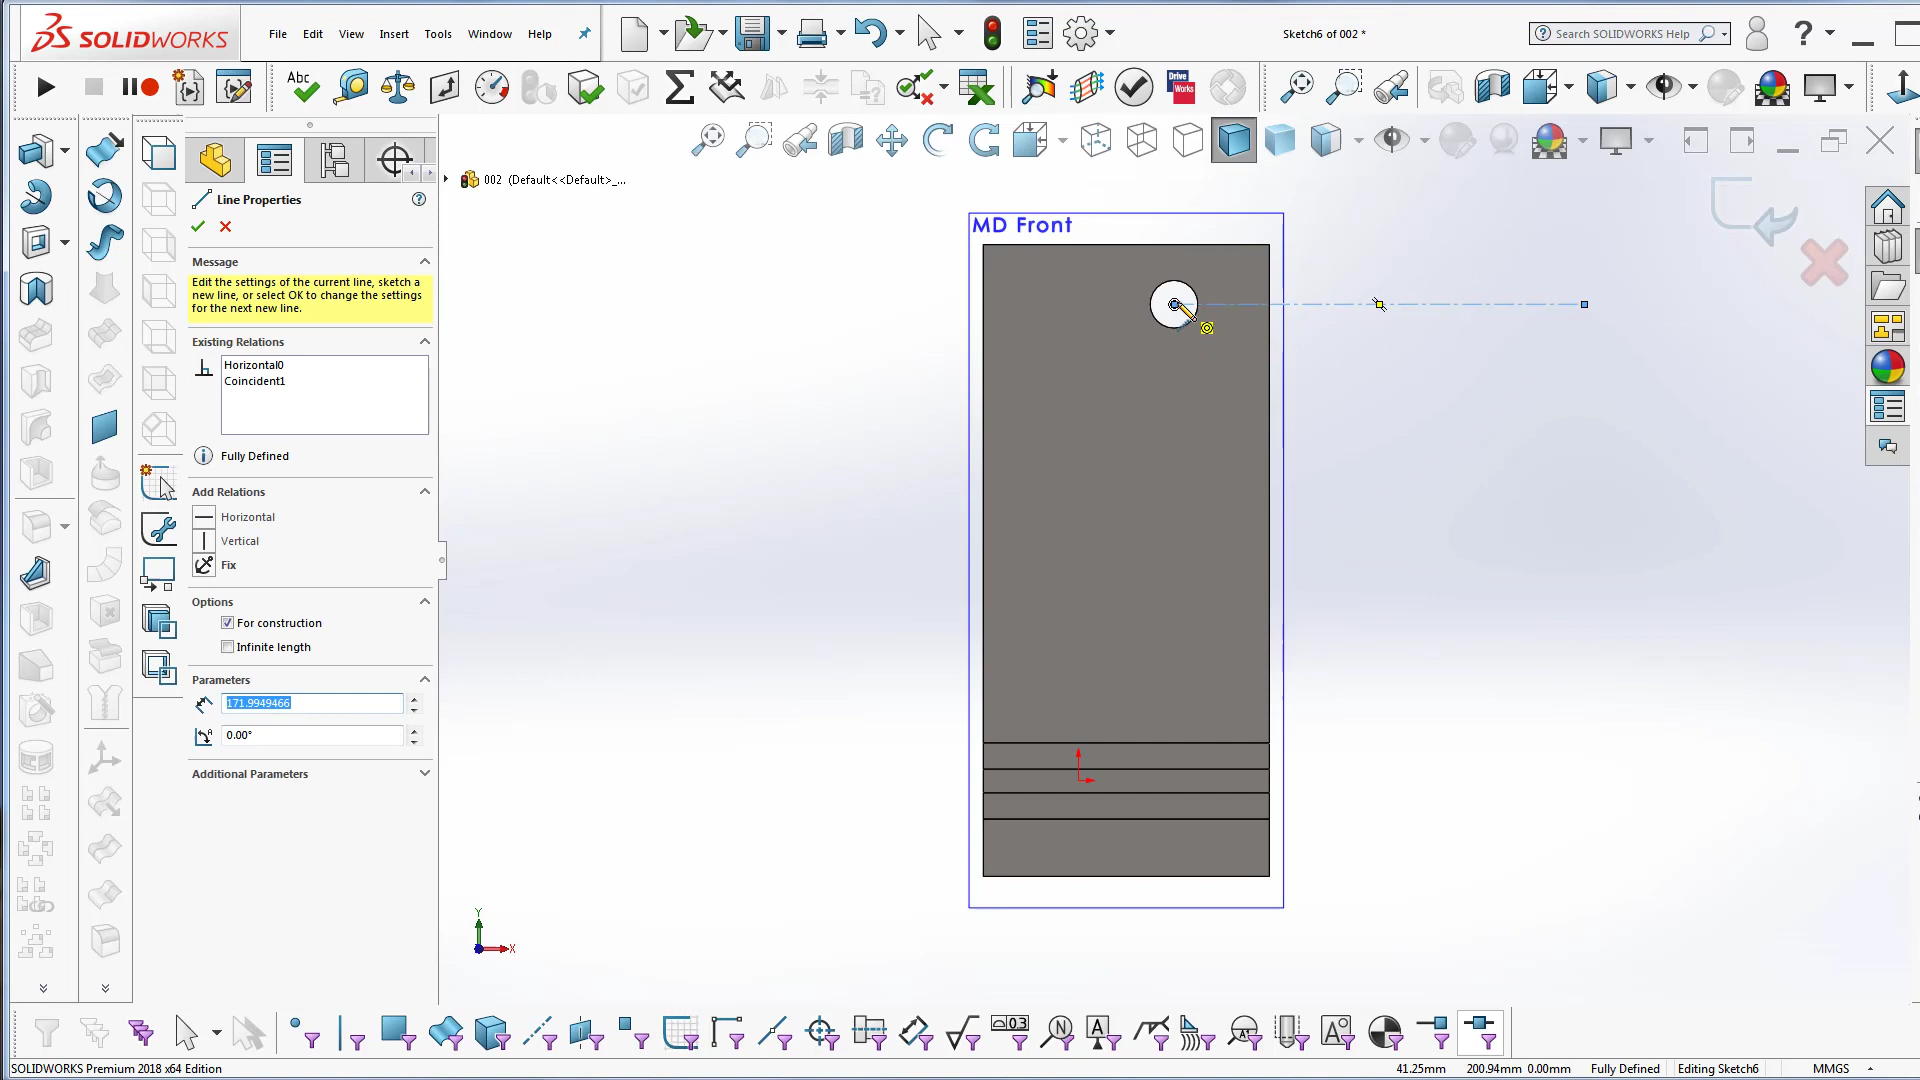 SOLIDWORKS
File Edit View Insert Tools Window Help
Sketch6 of 002 *
Search SOLIDWORKS Help
Abc
Drive
Works
Line Properties
002 (Default<<Default>_...
Message
Edit the settings of the current line, sketch a
new line, or select OK to change the settings
for the next new line.
Existing Relations
Horizontal0
Coincident1
Fully Defined
Add Relations
Horizontal
Vertical
Fix
Options
For construction
Infinite length
Parameters
171.9949466
0.00°
Additional Parameters
MD Front
Y
X
0.3
N
A
A
SOLIDWORKS Premium 2018 x64 Edition
41.25mm 200.94mm 0.00mm Fully Defined Editing Sketch6 MMGS